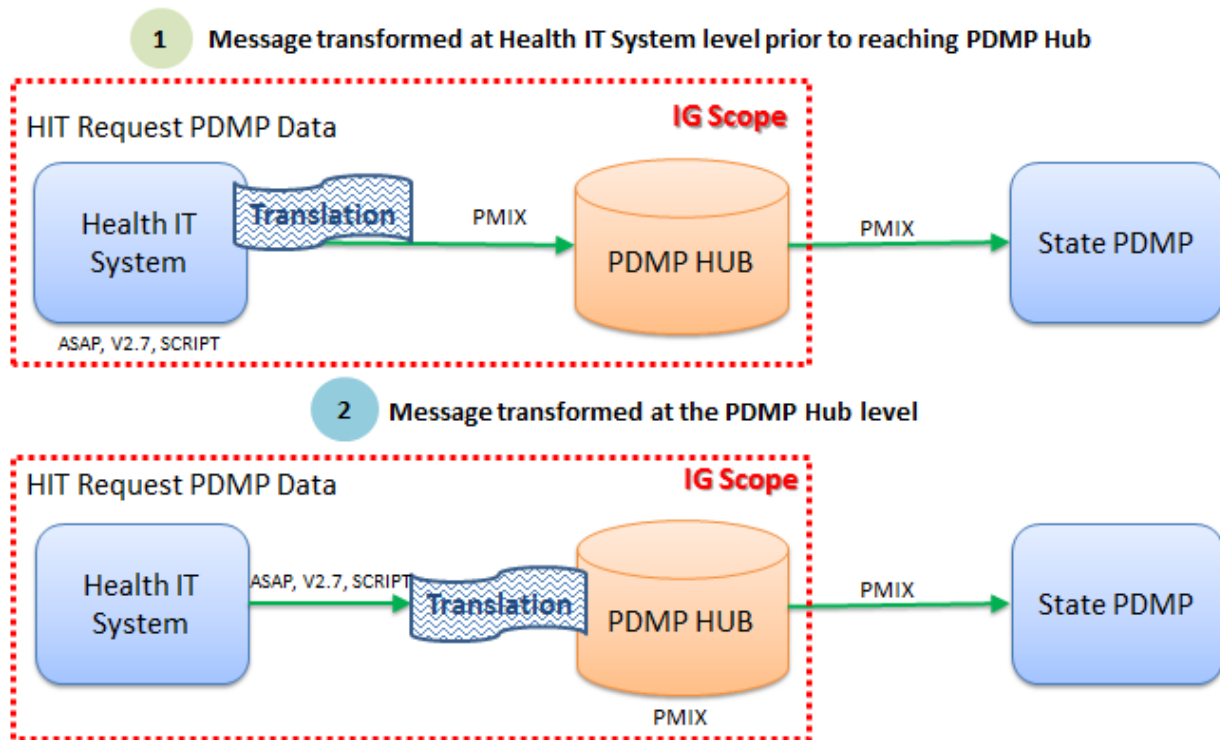 1 Message transformed at Health IT System level prior to reaching PDMP Hub
IG Scope
HIT Request PDMP Data
Health IT
System
Translation
PMIX
PDMP HUB
PMIX
State PDMP
ASAP, V2.7, SCRIPT
2 Message transformed at the PDMP Hub level
IG Scope
HIT Request PDMP Data
Health IT
System
ASAP, V2.7, SCRIPT
Translation
PDMP HUB
PMIX
State PDMP
PMIX